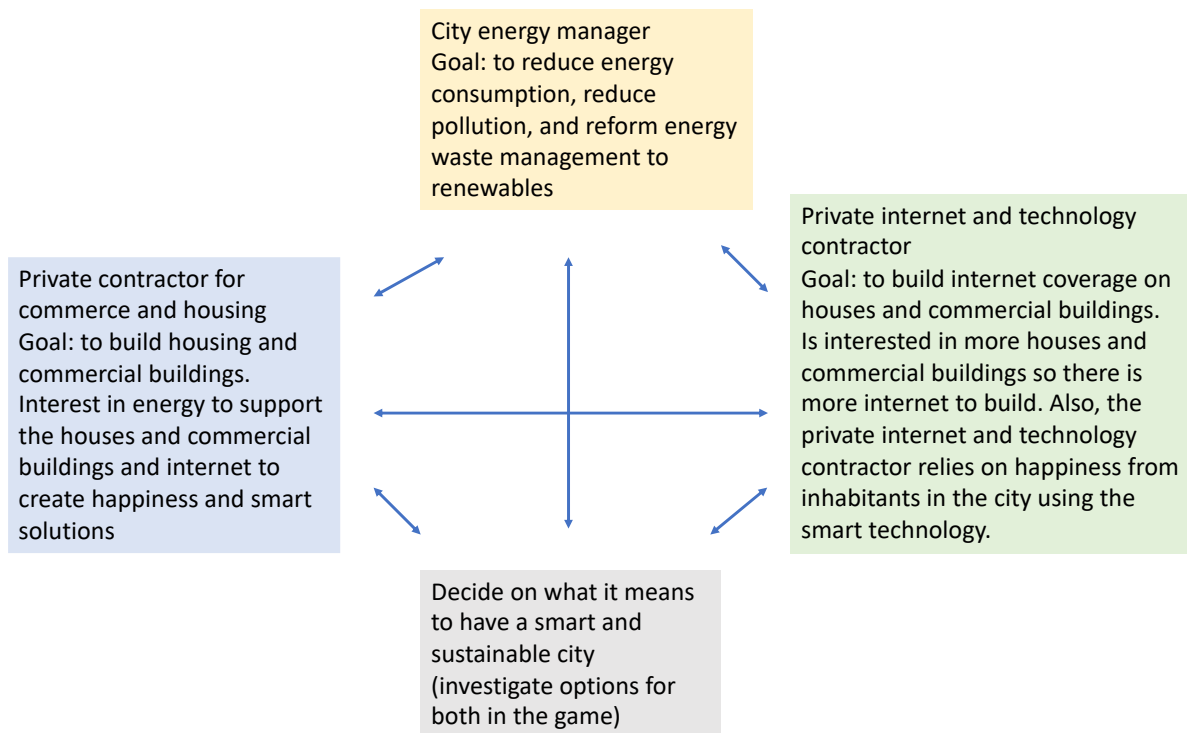 City energy manager
Goal: to reduce energy
consumption, reduce
pollution, and reform energy
waste management to
renewables
Private contractor for
commerce and housing
Goal: to build housing and
commercial buildings.
Interest in energy to support
the houses and commercial
buildings and internet to
create happiness and smart
solutions
Private internet and technology
contractor
Goal: to build internet coverage on
houses and commercial buildings.
Is interested in more houses and
commercial buildings so there is
more internet to build. Also, the
private internet and technology
contractor relies on happiness from
inhabitants in the city using the
smart technology.
Decide on what it means
to have a smart and
sustainable city
(investigate options for
both in the game)